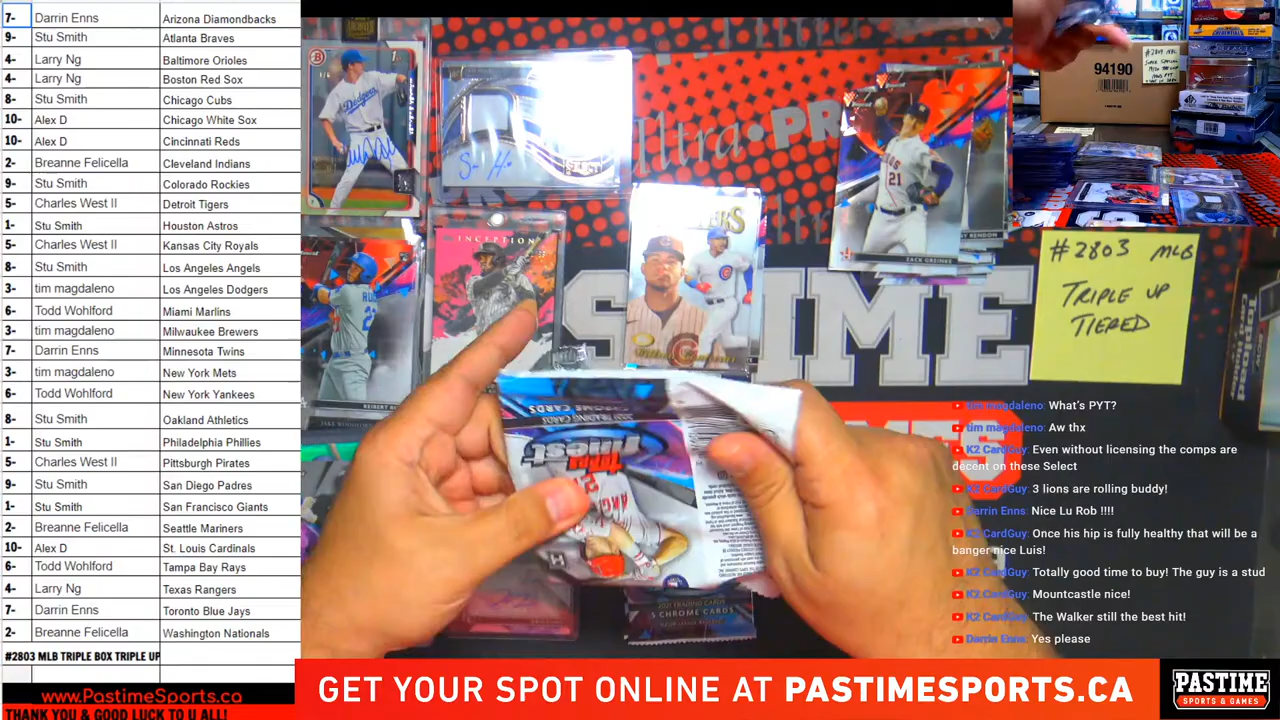 7- Darrin Enns Arizona Diamondbacks
9- Stu Smith Atlanta Braves
4- Larry Ng Baltimore Orioles
4- Larry Ng Boston Red Sox
8- Stu Smith Chicago Cubs
10- Alex D Chicago White Sox
10- Alex D Cincinnati Reds
2- Breanne Felicella Cleveland Indians
9- Stu Smith Colorado Rockies
5- Charles West II Detroit Tigers
1- Stu Smith Houston Astros
5- Charles West II Kansas City Royals
8- Stu Smith Los Angeles Angels
3- tim magdaleno Los Angeles Dodgers
6- Todd Wohlford Miami Marlins
3- tim magdaleno Milwaukee Brewers
7- Darrin Enns Minnesota Twins
3- tim magdaleno New York Mets
6- Todd Wohlford New York Yankees
8- Stu Smith Oakland Athletics
1- Stu Smith Philadelphia Phillies
5- Charles West II Pittsburgh Pirates
9- Stu Smith San Diego Padres
1- Stu Smith San Francisco Giants
2- Breanne Felicella Seattle Mariners
10- Alex D St. Louis Cardinals
6- Todd Wohlford Tampa Bay Rays
4- Larry Ng Texas Rangers
7- Darrin Enns Toronto Blue Jays
2- Breanne Felicella Washington Nationals
#2803 MLB TRIPLE BOX TRIPLE UP
www.PastimeSports.ca
THANK YOU & GOOD LUCK TO U ALL!
94190
Ultra PR
Dodgers
INCEPTION
21
ZACK GREINKE
RENDON
#2803 MLB
TRIPLE UP
TIERED
CHROME CARDS
finest
2021 TRADING CARDS
5 CHROME CARDS
tim magdaleno: What's PYT?
tim magdaleno: Aw thx
K2 CardGuy: Even without licensing the comps are
decent on these Select
K2 CardGuy: 3 lions are rolling buddy!
Darrin Enns: Nice Lu Rob !!!!
K2 CardGuy: Once his hip is fully healthy that will be a
banger nice Luis!
K2 CardGuy: Totally good time to buy! The guy is a stud
K2 CardGuy: Mountcastle nice!
K2 CardGuy: The Walker still the best hit!
Darrin Enns: Yes please
GET YOUR SPOT ONLINE AT PASTIMESPORTS.CA
PASTIME
SPORTS & GAMES